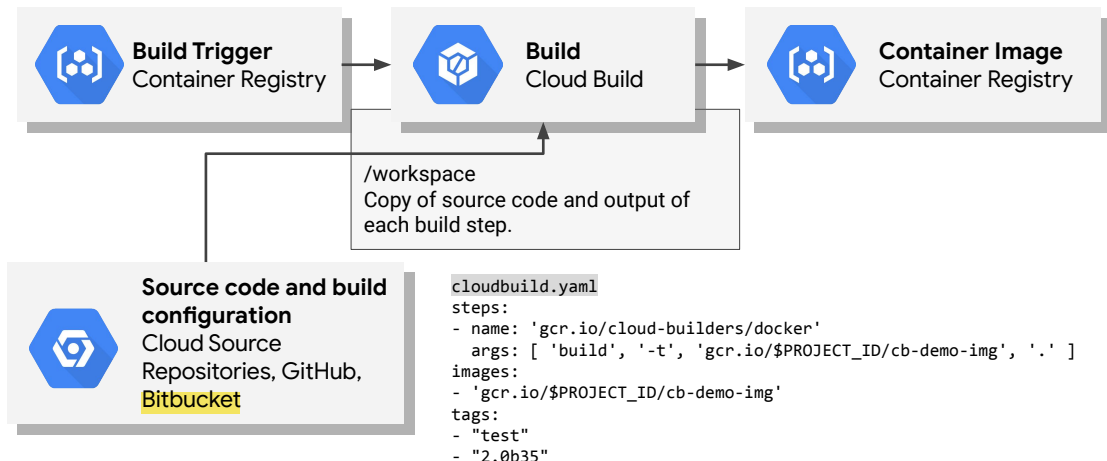 Build Trigger
Container Registry
Build
Cloud Build
Container Image
Container Registry
/workspace
Copy of source code and output of
each build step.
Source code and build
configuration
Cloud Source
Repositories, GitHub,
Bitbucket
cloudbuild.yaml
steps:
- name: 'gcr.io/cloud-builders/docker'
  args: [ 'build', '-t', 'gcr.io/$PROJECT_ID/cb-demo-img', '.' ]
images:
- 'gcr.io/$PROJECT_ID/cb-demo-img'
tags:
- "test"
- "2.0b35"